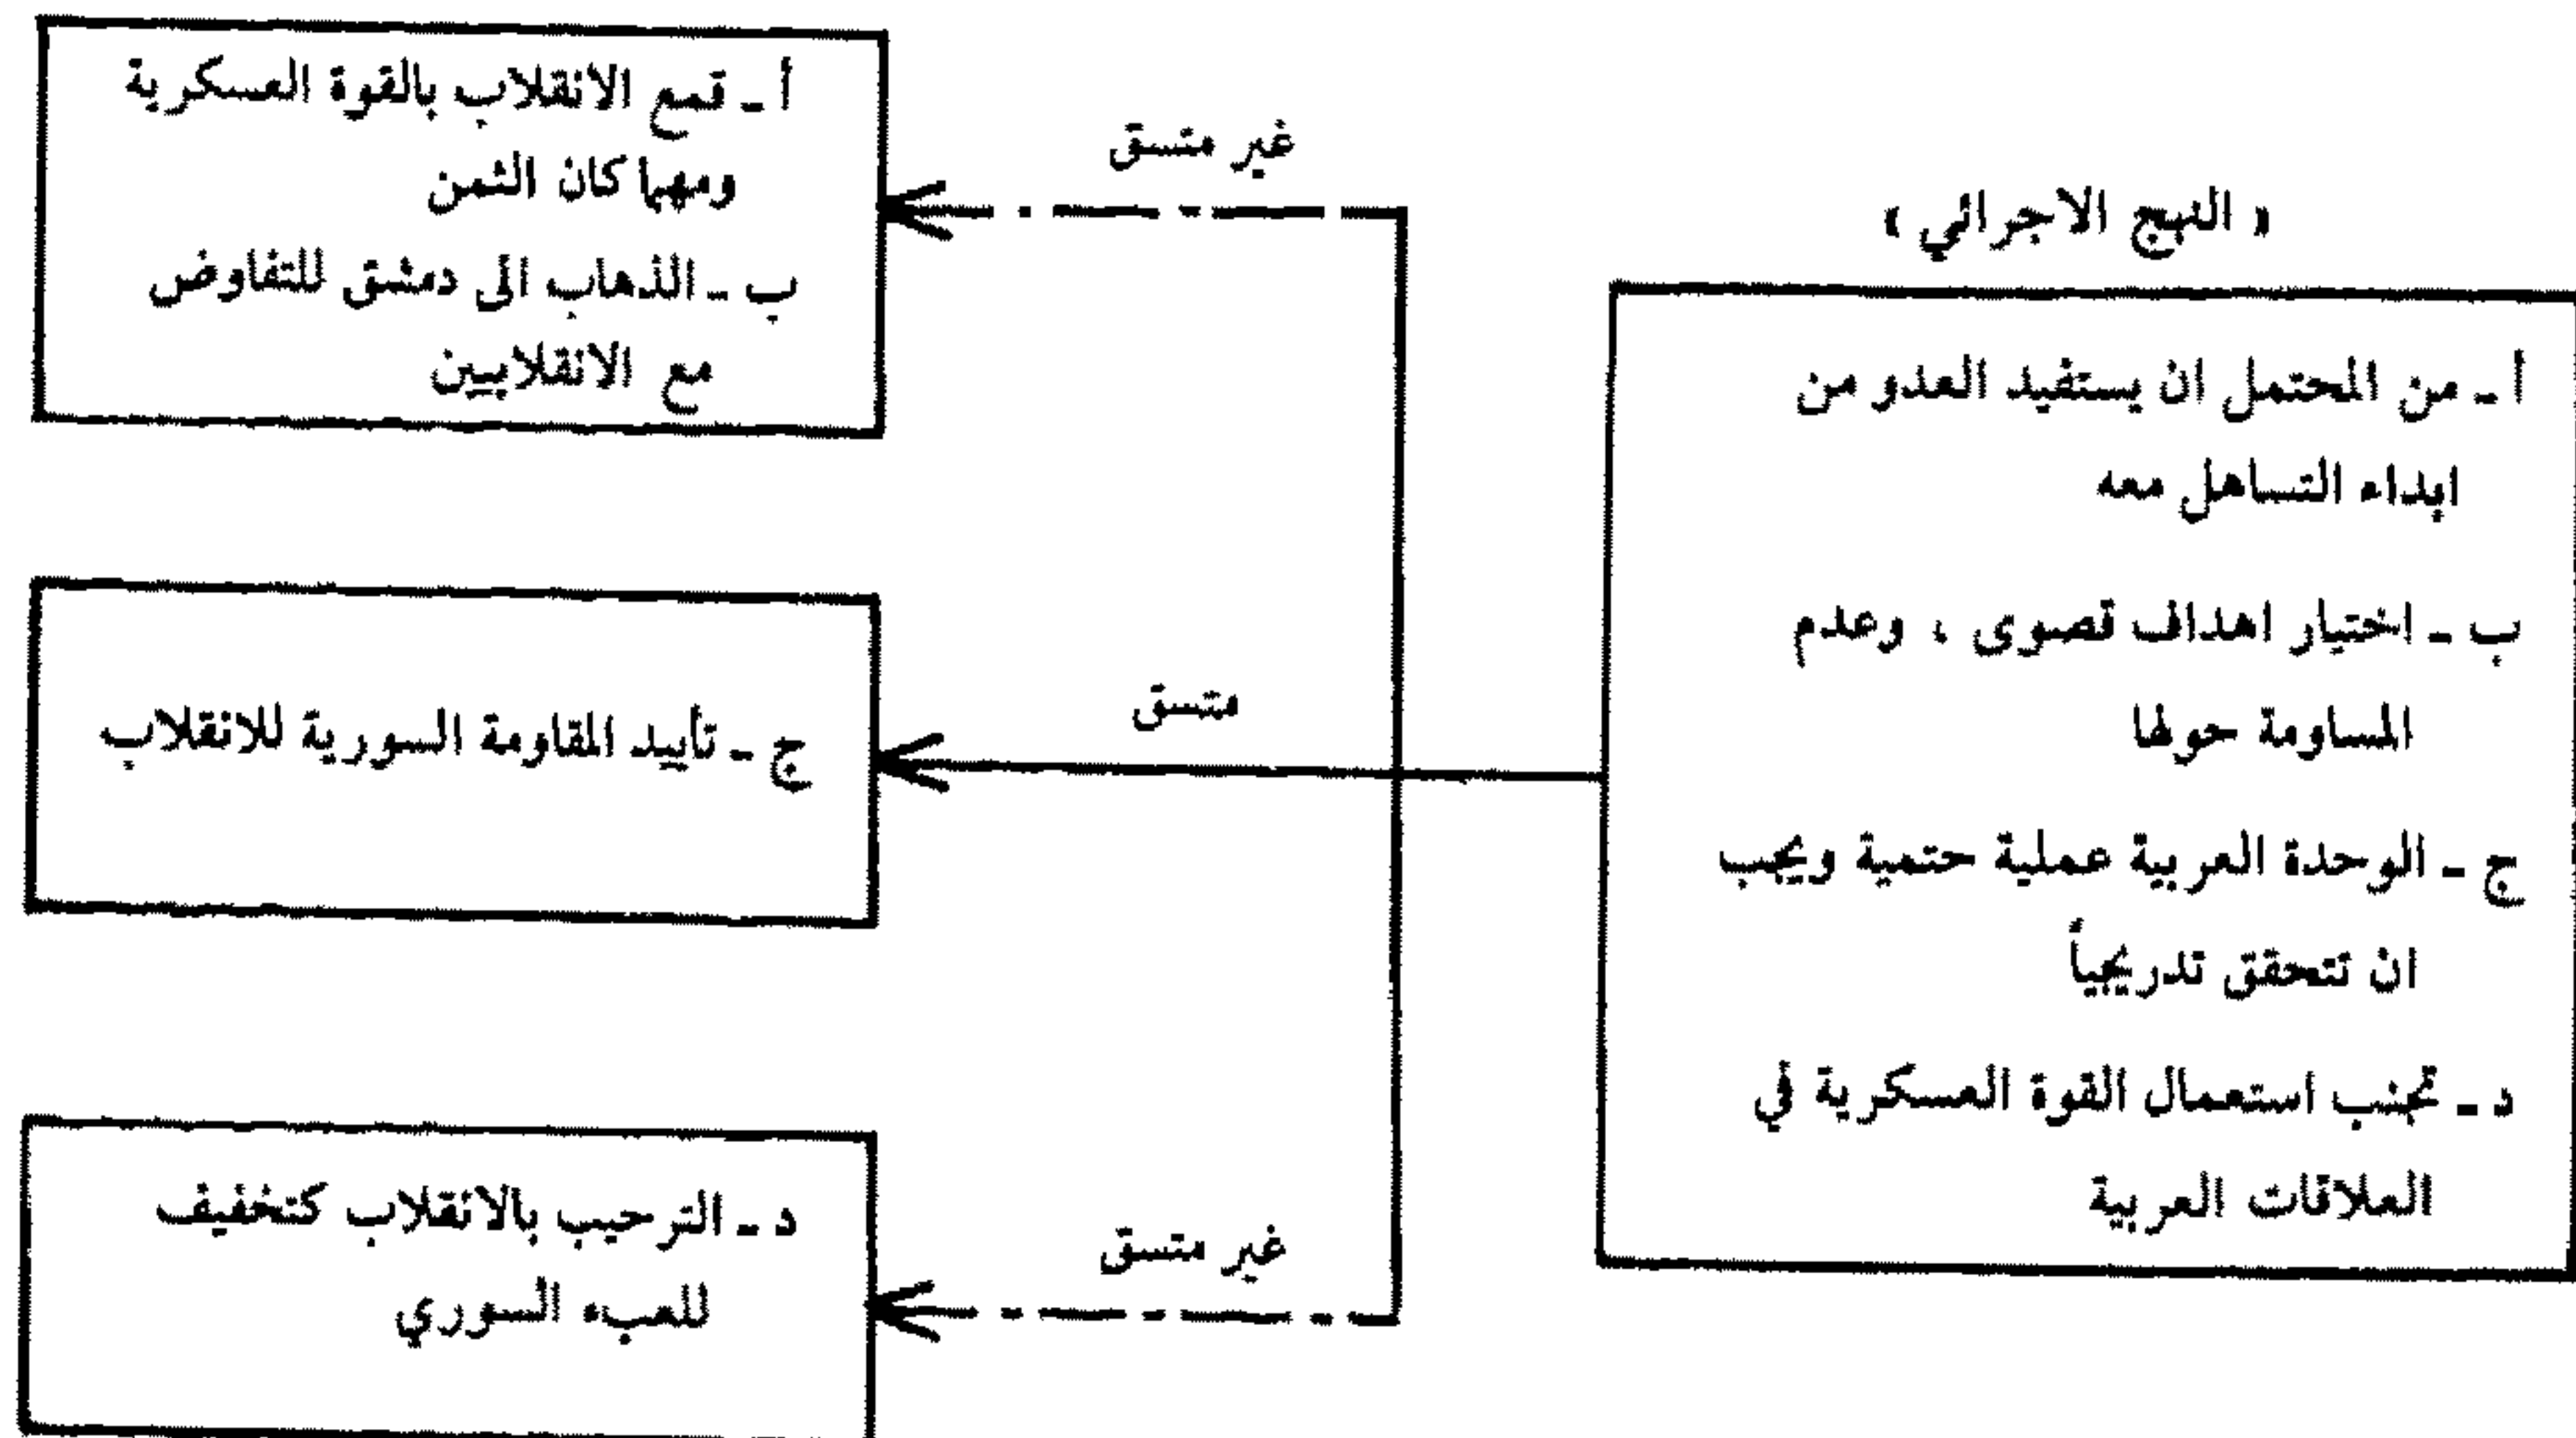 « النهج الاجرائي »
أ ـ من المحتمل ان يستفيد العدو من
ابداء التساهل معه
ب ـ اختيار اهداف قصوى ، وعدم
المساومة حولها
ج ـ الوحدة العربية عملية حتمية ويجب
ان تتحقق تدريجياً
د ـ تجنب استعمال القوة العسكرية في
العلاقات العربية
غير متسق
أ ـ قمع الانقلاب بالقوة العسكرية
ومهما كان الثمن
ب ـ الذهاب الى دمشق للتفاوض
مع الانقلابيين
متسق
ج ـ تأييد المقاومة السورية للانقلاب
غير متسق
د ـ الترحيب بالانقلاب كتخفيف
للعبء السوري